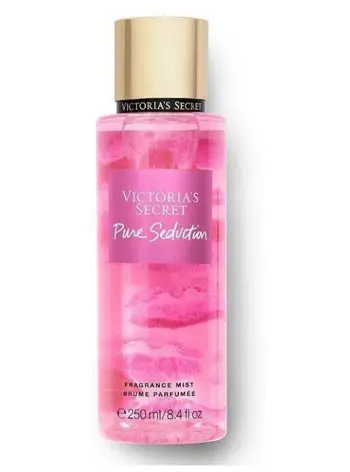 VICTORIA'S SECRET
VICTORIA'S
SECRET
Pure Seduction
FRAGRANCE MIST
BRUME PARFUMÉE
℮250 ml/8.4 fl oz